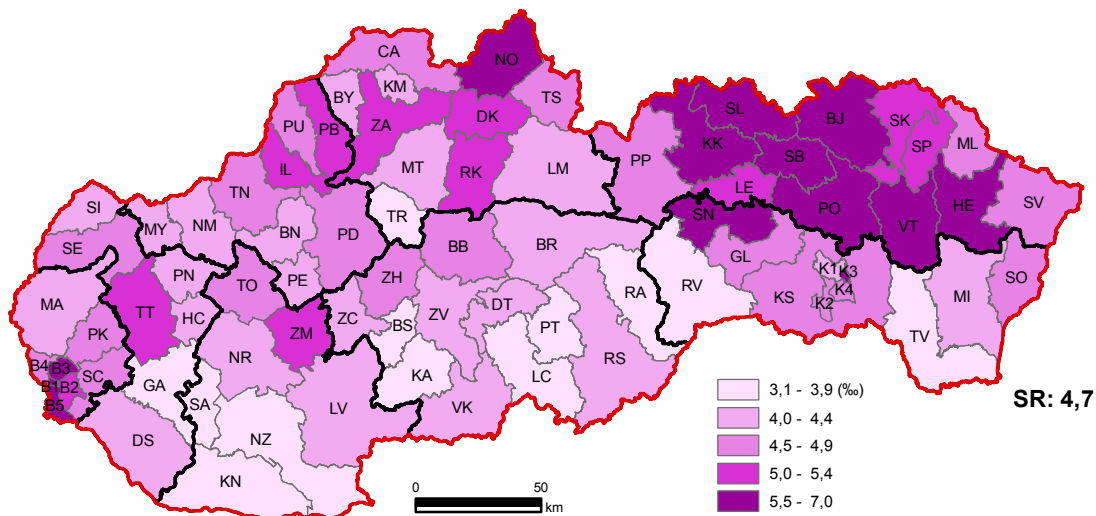 CA
NO
BY
KM
TS
PU
PB
ZA
DK
IL
MT
RK
LM
TN
SI
MY
NM
BN
PD
TR
SE
PE
BB
BR
PP
KK
SL
BJ
SK
SP
ML
SB
LE
PO
VT
HE
SV
SN
GL
RV
KS
K1
K3
K4
K2
TV
MI
SO
MA
TT
PN
TO
ZH
HC
ZM
ZC
BS
ZV
DT
PT
RA
PK
NR
KA
LC
RS
B4
B3
B1
B2
B5
SC
GA
SA
LV
VK
DS
NZ
KN
3,1 - 3,9 (‰)
4,0 - 4,4
4,5 - 4,9
5,0 - 5,4
5,5 - 7,0
SR: 4,7
0 50
km